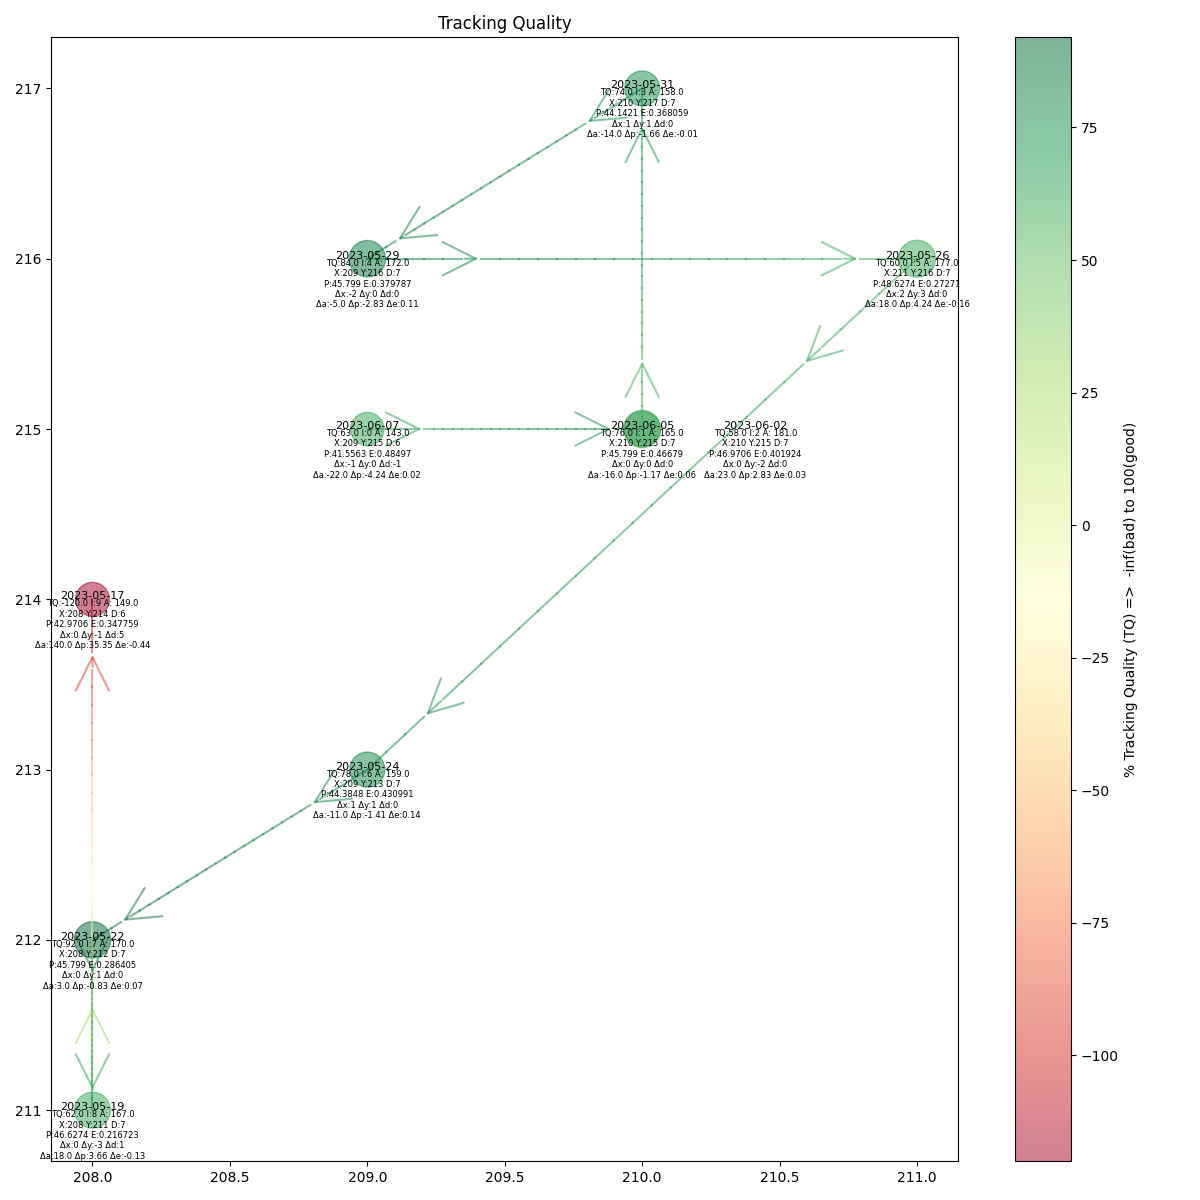 Tracking Quality
217
216
215
214
213
212
211
208.0
208.5
209.0
209.5
210.0
210.5
211.0
2023-05-31
TQ:74.0 I:3 A: 158.0
X:210 Y:217 D:7
P:44.1421 E:0.368059
Δx:1 Δy:1 Δd:0
Δa:-14.0 Δp:-1.66 Δe:-0.01
2023-05-29
TQ:84.0 I:4 A: 172.0
X:209 Y:216 D:7
P:45.799 E:0.379787
Δx:-2 Δy:0 Δd:0
Δa:-5.0 Δp:-2.83 Δe:0.11
2023-05-26
TQ:60.0 I:5 A: 177.0
X:211 Y:216 D:7
P:48.6274 E:0.27271
Δx:2 Δy:3 Δd:0
Δa:18.0 Δp:4.24 Δe:-0.16
2023-06-07
TQ:63.0 I:0 A: 143.0
X:209 Y:215 D:6
P:41.5563 E:0.48497
Δx:-1 Δy:0 Δd:-1
Δa:-22.0 Δp:-4.24 Δe:0.02
2023-06-05
TQ:76.0 I:1 A: 165.0
X:210 Y:215 D:7
P:45.799 E:0.46679
Δx:0 Δy:0 Δd:0
Δa:-16.0 Δp:-1.17 Δe:0.06
2023-06-02
TQ:58.0 I:2 A: 181.0
X:210 Y:215 D:7
P:46.9706 E:0.401924
Δx:0 Δy:-2 Δd:0
Δa:23.0 Δp:2.83 Δe:0.03
2023-05-17
TQ:-120.0 I:9 A: 149.0
X:208 Y:214 D:6
P:42.9706 E:0.347759
Δx:0 Δy:-1 Δd:5
Δa:140.0 Δp:35.35 Δe:-0.44
2023-05-24
TQ:78.0 I:6 A: 159.0
X:209 Y:213 D:7
P:44.3848 E:0.430991
Δx:1 Δy:1 Δd:0
Δa:-11.0 Δp:-1.41 Δe:0.14
2023-05-22
TQ:92.0 I:7 A: 170.0
X:208 Y:212 D:7
P:45.799 E:0.286405
Δx:0 Δy:1 Δd:0
Δa:3.0 Δp:-0.83 Δe:0.07
2023-05-19
TQ:62.0 I:8 A: 167.0
X:208 Y:211 D:7
P:46.6274 E:0.216723
Δx:0 Δy:-3 Δd:1
Δa:18.0 Δp:3.66 Δe:-0.13
75
50
25
0
−25
−50
−75
−100
% Tracking Quality (TQ) =>  -inf(bad) to 100(good)